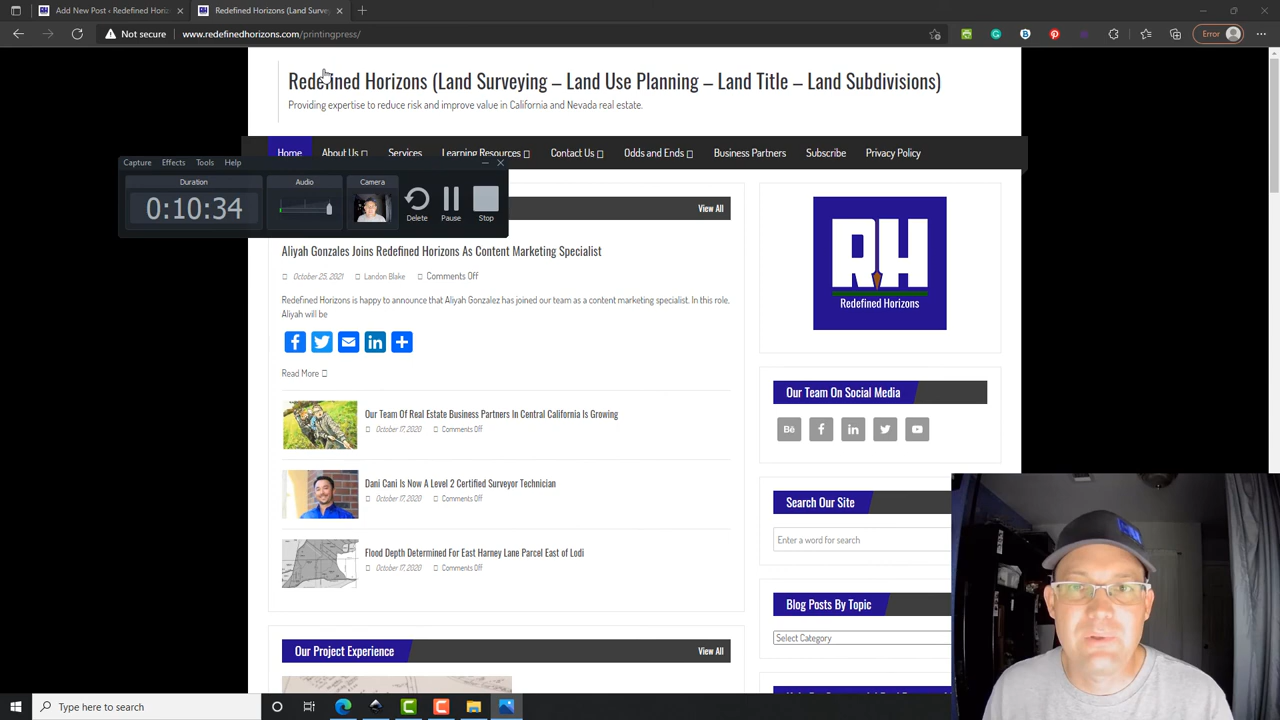 Add New Post ‹ Redefined Horizo
Redefined Horizons (Land Surve
Not secure
www.redefinedhorizons.com/printingpress/
Error
Redefined Horizons (Land Surveying – Land Use Planning – Land Title – Land Subdivisions)
Providing expertise to reduce risk and improve value in California and Nevada real estate.
Home About Us Services Learning Resources Contact Us Odds and Ends Business Partners Subscribe Privacy Policy
Capture Effects Tools Help
Duration Audio Camera
0:10:34
Delete Pause Stop
View All
Aliyah Gonzales Joins Redefined Horizons As Content Marketing Specialist
October 25, 2021 Landon Blake Comments Off
Redefined Horizons is happy to announce that Aliyah Gonzalez has joined our team as a content marketing specialist. In this role,
Aliyah will be
Read More
Our Team Of Real Estate Business Partners In Central California Is Growing
October 17, 2020 Comments Off
Dani Cani Is Now A Level 2 Certified Surveyor Technician
October 17, 2020 Comments Off
Flood Depth Determined For East Harney Lane Parcel East of Lodi
October 17, 2020 Comments Off
Our Project Experience
View All
RH
Redefined Horizons
Our Team On Social Media
Bē
Search Our Site
Enter a word for search
Blog Posts By Topic
Select Category
Type here to search